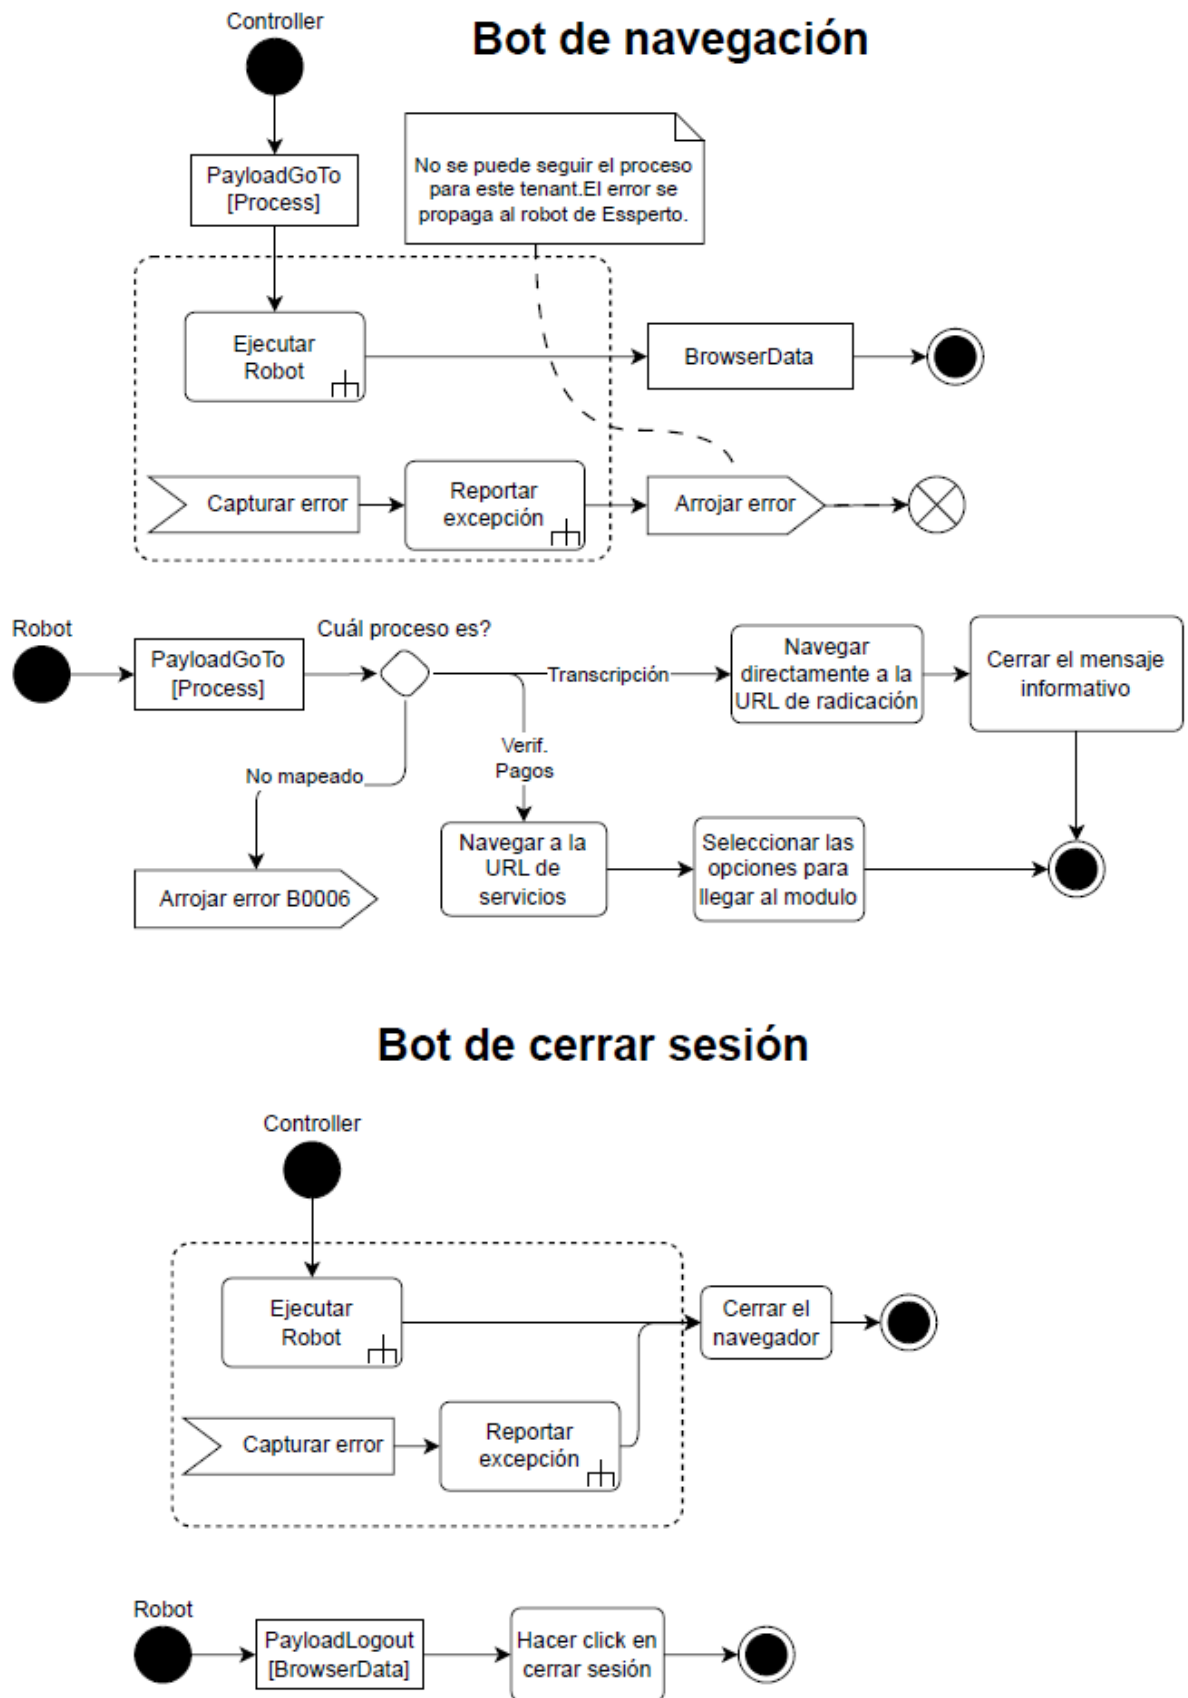 Controller
Bot de navegación
PayloadGoTo
[Process]
No se puede seguir el proceso
para este tenant.El error se
propaga al robot de Essperto.
Ejecutar
Robot
BrowserData
Capturar error
Reportar
excepción
Arrojar error
Robot
PayloadGoTo
[Process]
Cuál proceso es?
Transcripción
Navegar
directamente a la
URL de radicación
Cerrar el mensaje
informativo
Verif.
Pagos
No mapeado
Navegar a la
URL de
servicios
Seleccionar las
opciones para
llegar al modulo
Arrojar error B0006
Bot de cerrar sesión
Controller
Ejecutar
Robot
Cerrar el
navegador
Capturar error
Reportar
excepción
Robot
PayloadLogout
[BrowserData]
Hacer click en
cerrar sesión